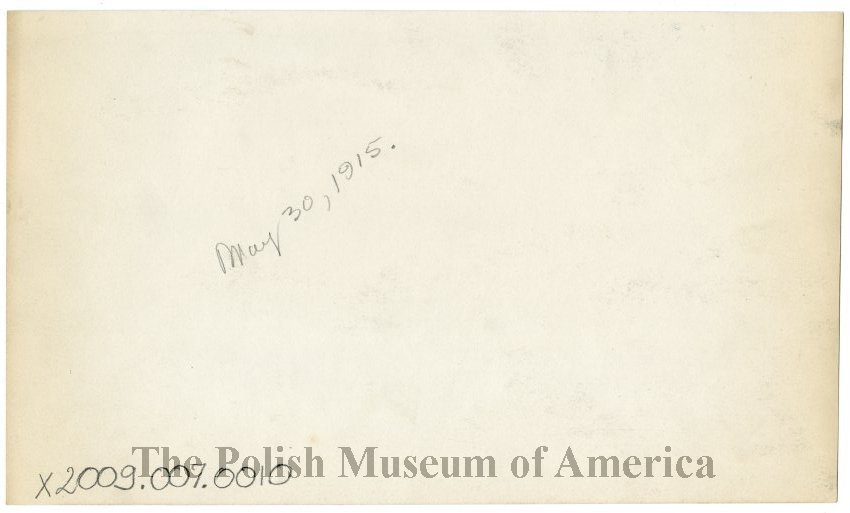 May 30, 1915.
The Polish Museum of America
x2009.007.0010